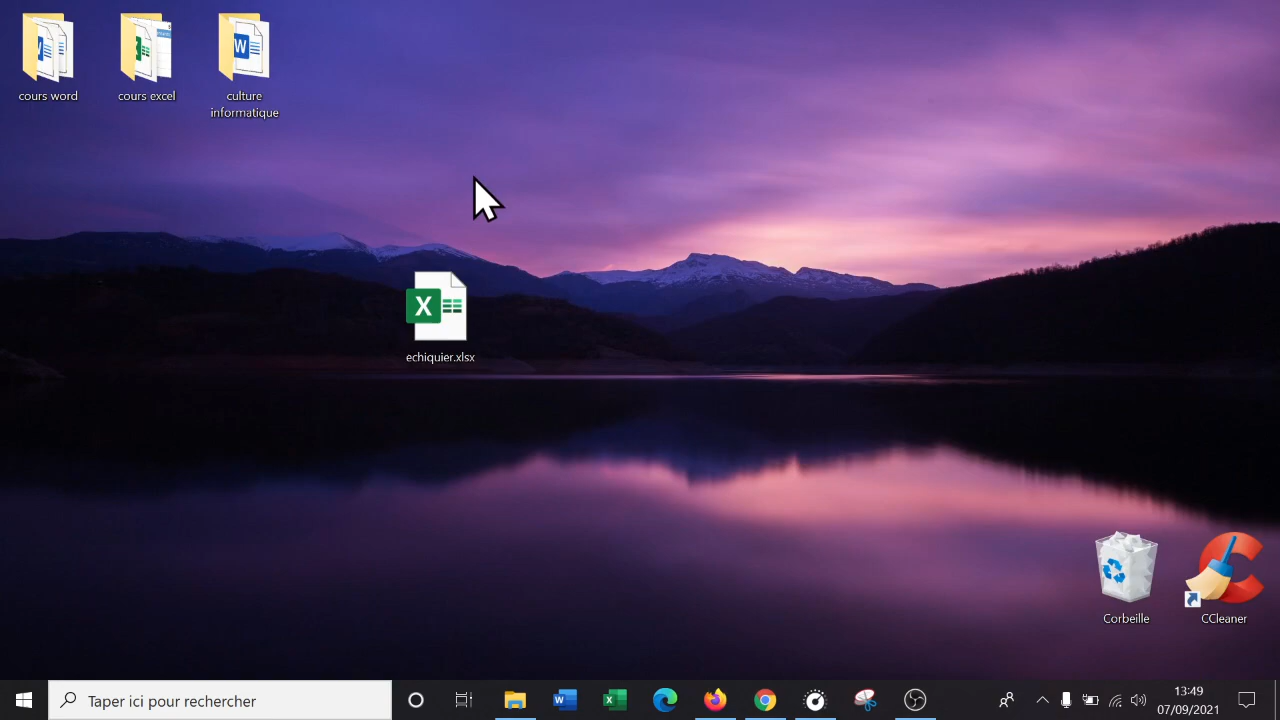 cours word
cours excel
culture
informatique
echiquier.xlsx
Corbeille
CCleaner
Taper ici pour rechercher
13:49
07/09/2021